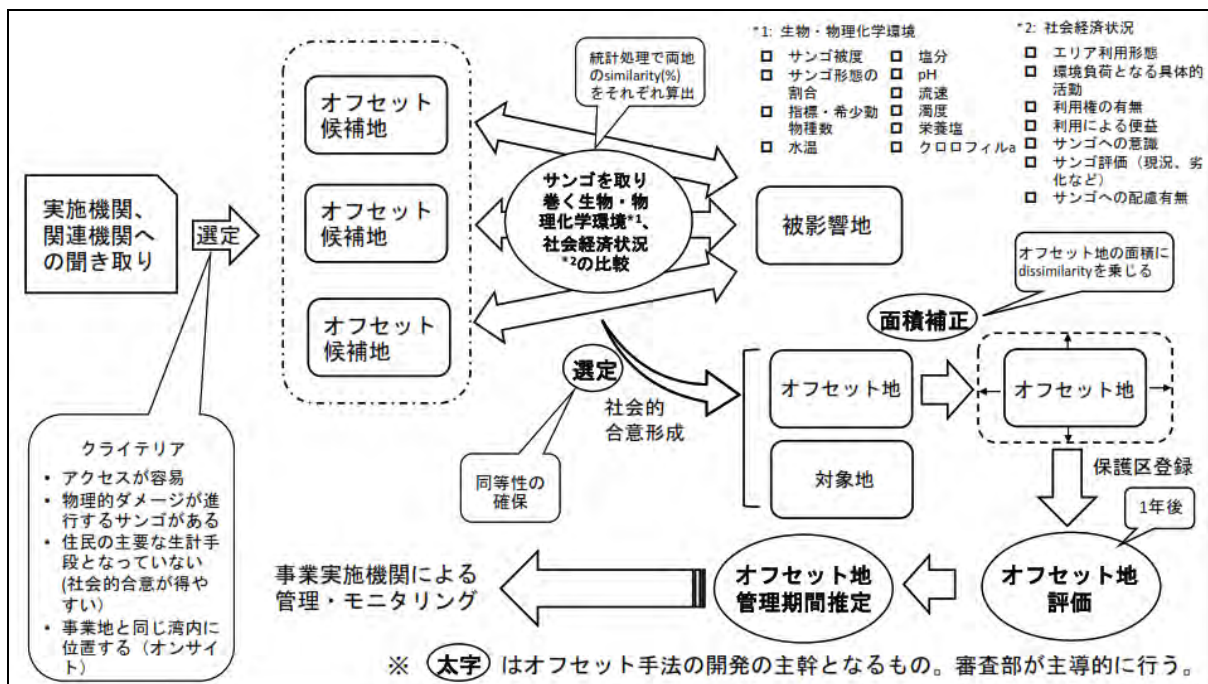 *1: 生物・物理化学環境
サンゴ被度
サンゴ形態の
割合
指標・希少動
物種数
水温
塩分
pH
流速
濁度
栄養塩
クロロフィルa
*2: 社会経済状況
エリア利用形態
環境負荷となる具体的
活動
利用権の有無
利用による便益
サンゴへの意識
サンゴ評価（現況、劣
化など）
サンゴへの配慮有無
統計処理で両地
のsimilarity(%)
をそれぞれ算出
オフセット
候補地
オフセット
候補地
オフセット
候補地
実施機関、
関連機関へ
の聞き取り
選定
サンゴを取り
巻く生物・物
理化学環境*1、
社会経済状況
*2の比較
被影響地
オフセット地の面積に
dissimilarityを乗じる
面積補正
選定
社会的
合意形成
同等性の
確保
オフセット地
対象地
オフセット地
保護区登録
1年後
クライテリア
• アクセスが容易
• 物理的ダメージが進
行するサンゴがある
• 住民の主要な生計手
段となっていない
(社会的合意が得や
すい）
• 事業地と同じ湾内に
位置する（オンサイ
ト）
事業実施機関による
管理・モニタリング
オフセット地
管理期間推定
オフセット地
評価
※ 太字 はオフセット手法の開発の主幹となるもの。審査部が主導的に行う。